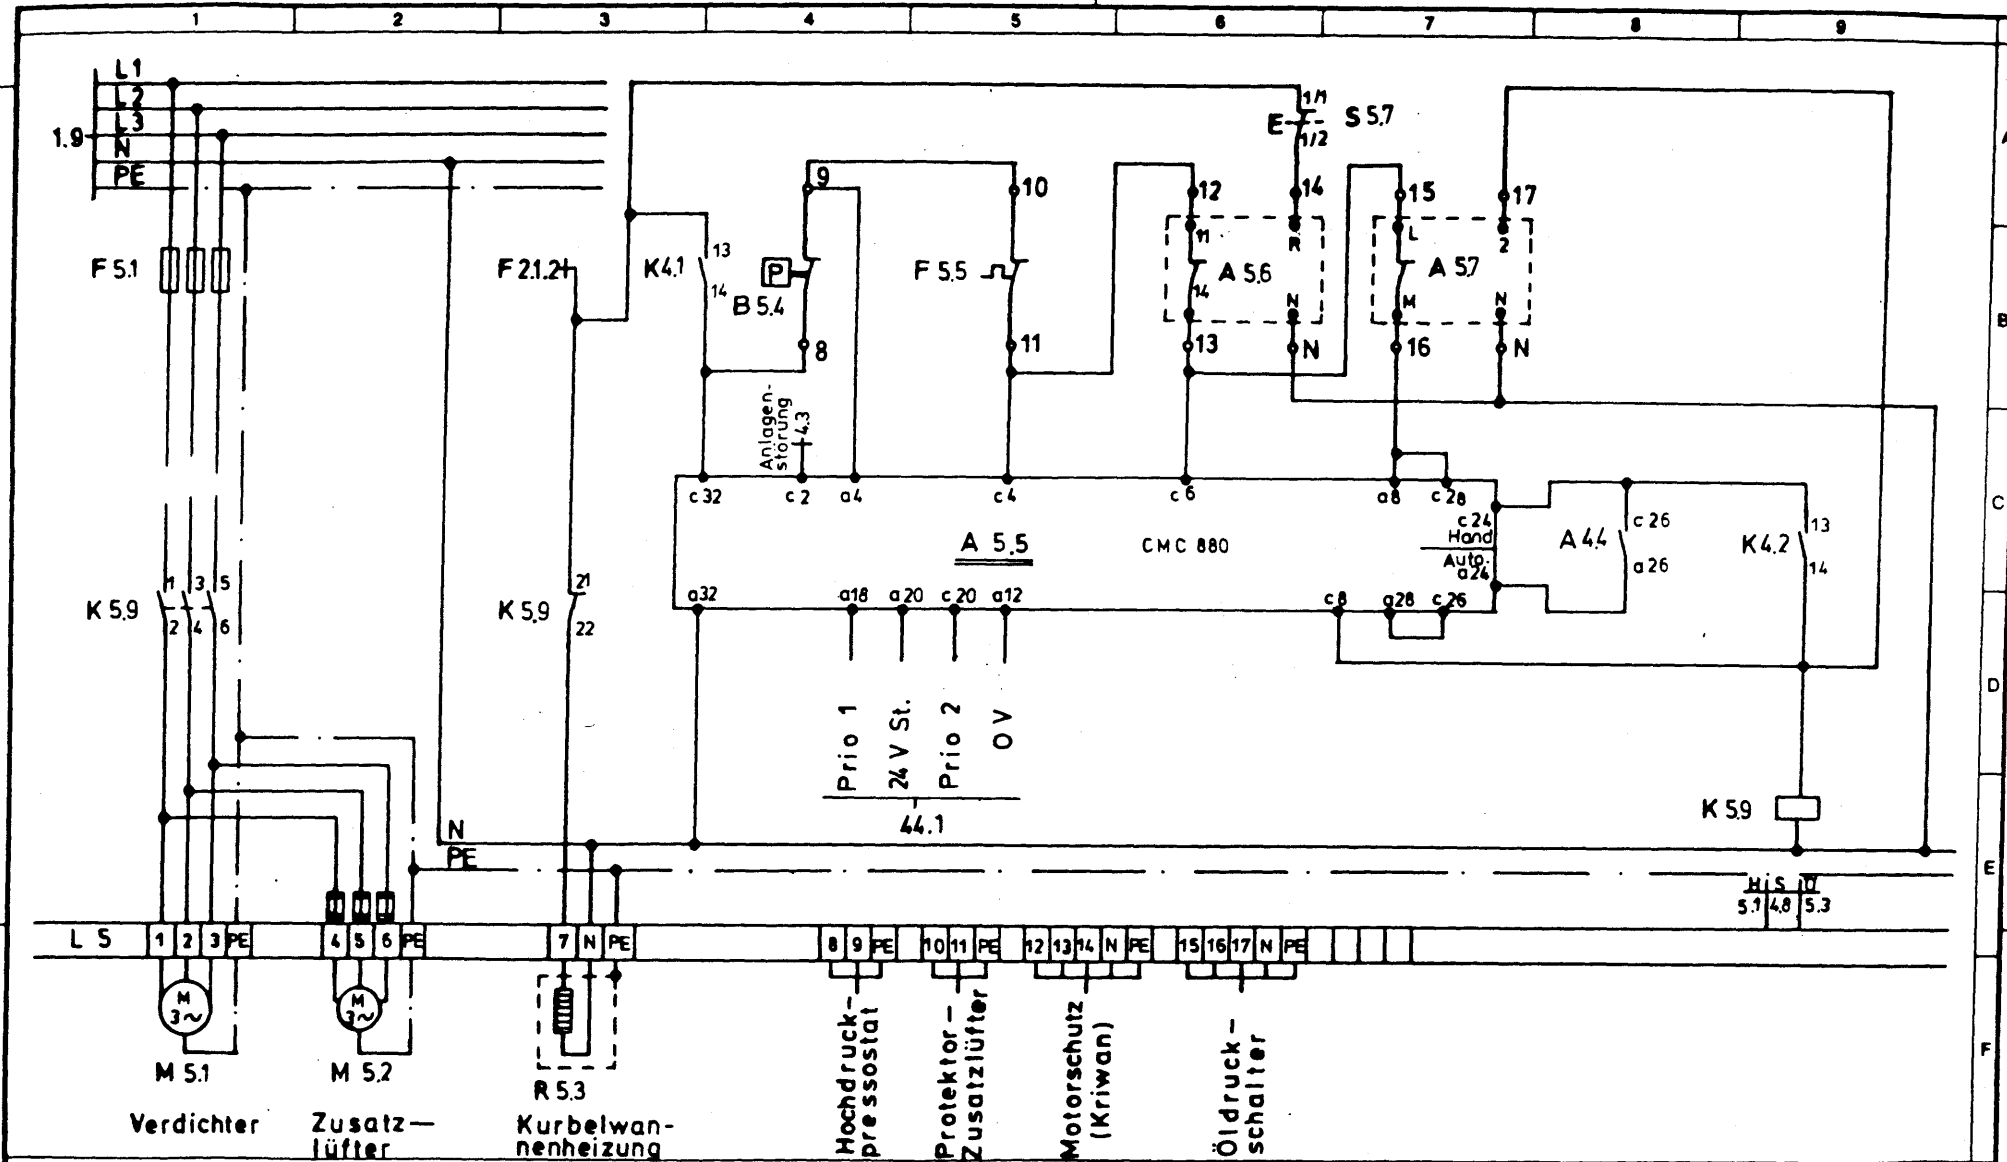 1 2 3 4 5 6 7 8 9
L1
L2
L3
1.9
N
PE
A
1/1
E S 5.7
1/2
9 10 12 14 15 17
11 R L 2
F 5.1
F 2.1.2
K4.1
13
14
P
B 5.4
F 5.5
A 5.6
14 N
A 5.7
M N
B
8 11 13 N 16 N
Anlagen-
störung
4.3
c 32 c 2 a4 c4 c6 a8 c 28
c 24
Hand
Auto.
a24
A 5.5
CMC 880
c 26
A 4.4
a 26
K 4.2
13
14
C
1 3 5
K 5.9
2 4 6
21
K 5.9
22
a32 a18 a20 c 20 a12 c8 a28 c 26
Prio 1
24 V St.
Prio 2
0 V
44.1
D
K 5.9
N
PE
E
H S Ö
5.1 4.8 5.3
L 5 1 2 3 PE 4 5 6 PE 7 N PE 8 9 PE 10 11 PE 12 13 14 N PE 15 16 17 N PE
M
3~
M
3~
M 5.1
M 5.2
R 5.3
Verdichter
Zusatz-
lüfter
Kurbelwan-
nenheizung
Hochdruck-
pressostat
Protektor-
Zusatzlüfter
Motorschutz
(Kriwan)
Öldruck-
schalter
F